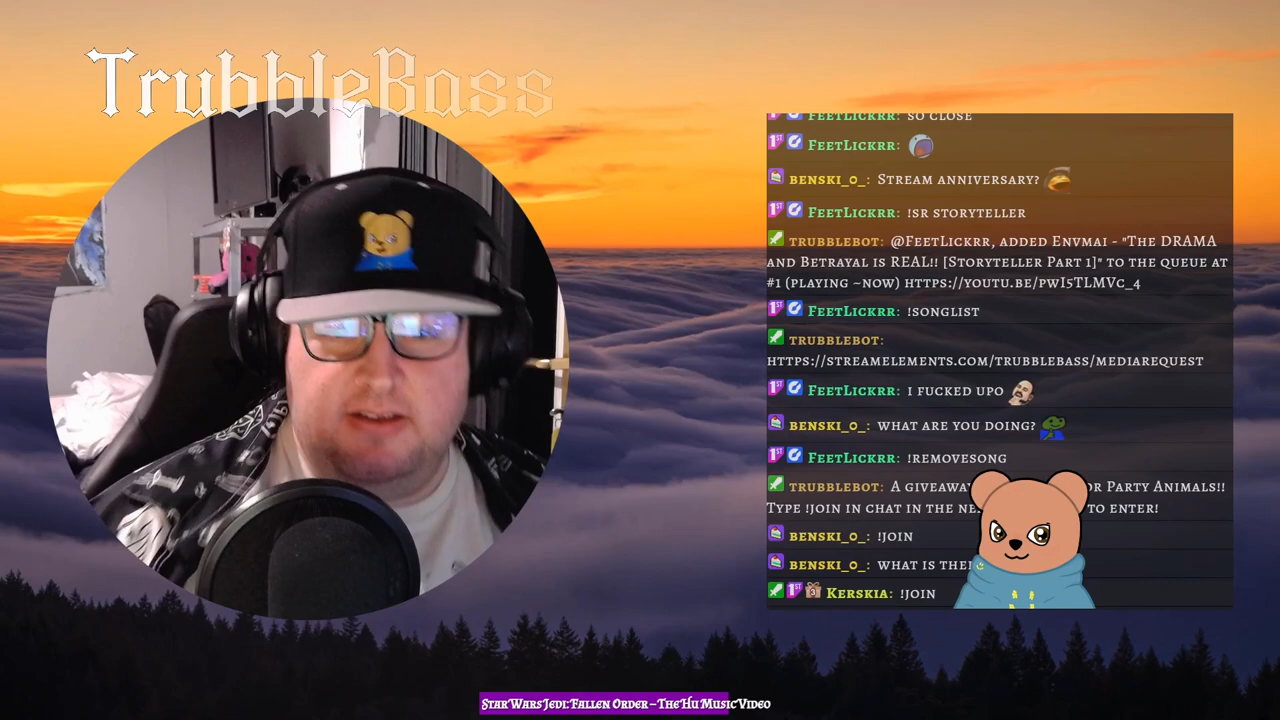 TrubbleBass
FeetLickrr: so close
FeetLickrr:
benski_o_: Stream anniversary?
FeetLickrr: !sr storyteller
trubblebot: @FeetLickrr, added Envmai - "The DRAMA
and Betrayal is REAL!! [Storyteller Part 1]" to the queue at
#1 (playing ~now) https://youtu.be/pwI5TLMVc_4
FeetLickrr: !songlist
trubblebot:
https://streamelements.com/trubblebass/mediarequest
FeetLickrr: i fucked upo
benski_o_: what are you doing?
FeetLickrr: !removesong
trubblebot: A giveaway or Party Animals!!
Type !join in chat in the to enter!
benski_o_: !join
benski_o_: what is
Kerskia: !join
Star Wars Jedi: Fallen Order – The Hu Music Video